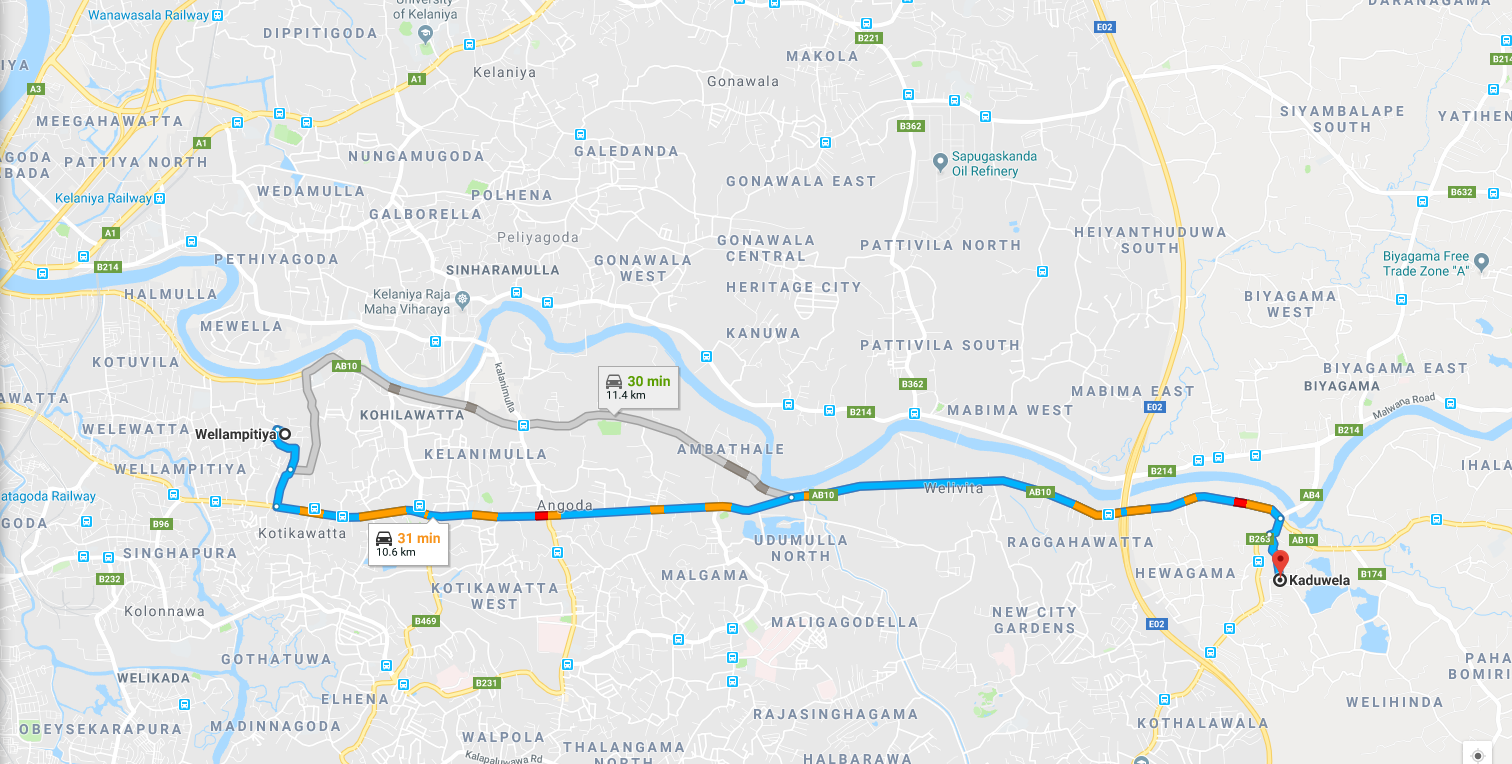 University
of Kelaniya
DARANAGAMA
Wanawasala Railway
DIPPITIGODA
E02
B221
MAKOLA
B214
IYA
Kelaniya
A1
Gonawala
A3
SIYAMBALAPE
SOUTH
YATIHEN
MEEGAHAWATTA
B362
A1
AGODA
BADA
PATTIYA NORTH
NUNGAMUGODA
GALEDANDA
Sapugaskanda
Oil Refinery
WEDAMULLA
POLHENA
GONAWALA EAST
B632
Kelaniya Railway
GALBORELLA
A1
Peliyagoda
GONAWALA
CENTRAL
PATTIVILA NORTH
HEIYANTHUDUWA
SOUTH
B214
PETHIYAGODA
SINHARAMULLA
GONAWALA
WEST
Biyagama Free
Trade Zone "A"
HALMULLA
Kelaniya Raja
Maha Viharaya
HERITAGE CITY
BIYAGAMA
WEST
MEWELLA
KANUWA
PATTIVILA SOUTH
KOTUVILA
AB10
kalanimulla
30 min
11.4 km
B362
BIYAGAMA EAST
BIYAGAMA
MABIMA EAST
AWATTA
KOHILAWATTA
B214
MABIMA WEST
E02
Malwana Road
WELEWATTA
Wellampitiya
B214
KELANIMULLA
AMBATHALE
WELLAMPITIYA
B214
IHALA
atagoda Railway
Angoda
AB10
Welivita
AB10
AB4
GODA
B96
Kotikawatta
31 min
10.6 km
UDUMULLA
NORTH
RAGGAHAWATTA
B263
AB10
SINGHAPURA
B232
MALGAMA
HEWAGAMA
Kaduwela
B174
KOTIKAWATTA
WEST
Kolonnawa
B469
MALIGAGODELLA
NEW CITY
GARDENS
E02
GOTHATUWA
WELIKADA
B231
PAHA
BOMIRI
ELHENA
WELIHINDA
OBEYSEKARAPURA
MADINNAGODA
RAJASINGHAGAMA
KOTHALAWALA
WALPOLA
Kalapaluwawa Rd
THALANGAMA
NORTH
HALBARAWA